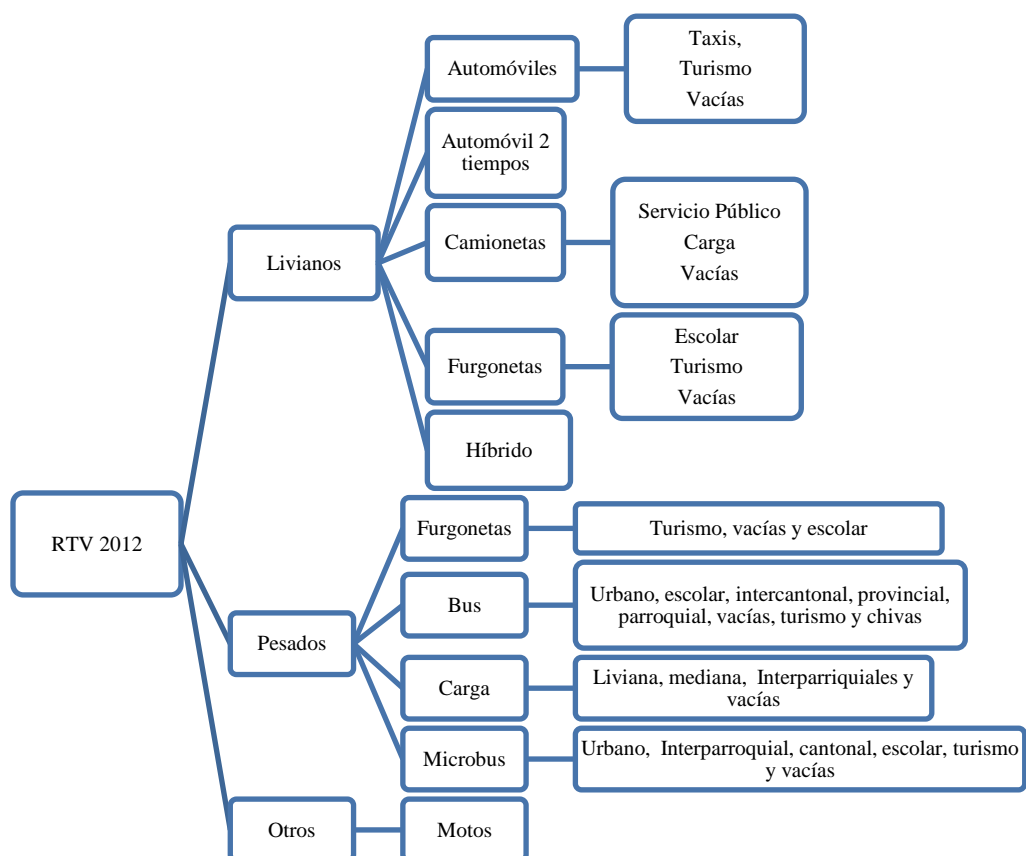 RTV 2012
Livianos
Automóviles
Taxis,
Turismo
Vacías
Automóvil 2
tiempos
Camionetas
Servicio Público
Carga
Vacías
Furgonetas
Escolar
Turismo
Vacías
Híbrido
Pesados
Furgonetas
Turismo, vacías y escolar
Bus
Urbano, escolar, intercantonal, provincial,
parroquial, vacías, turismo y chivas
Carga
Liviana, mediana, Interparriquiales y
vacías
Microbus
Urbano, Interparroquial, cantonal, escolar, turismo
y vacías
Otros
Motos